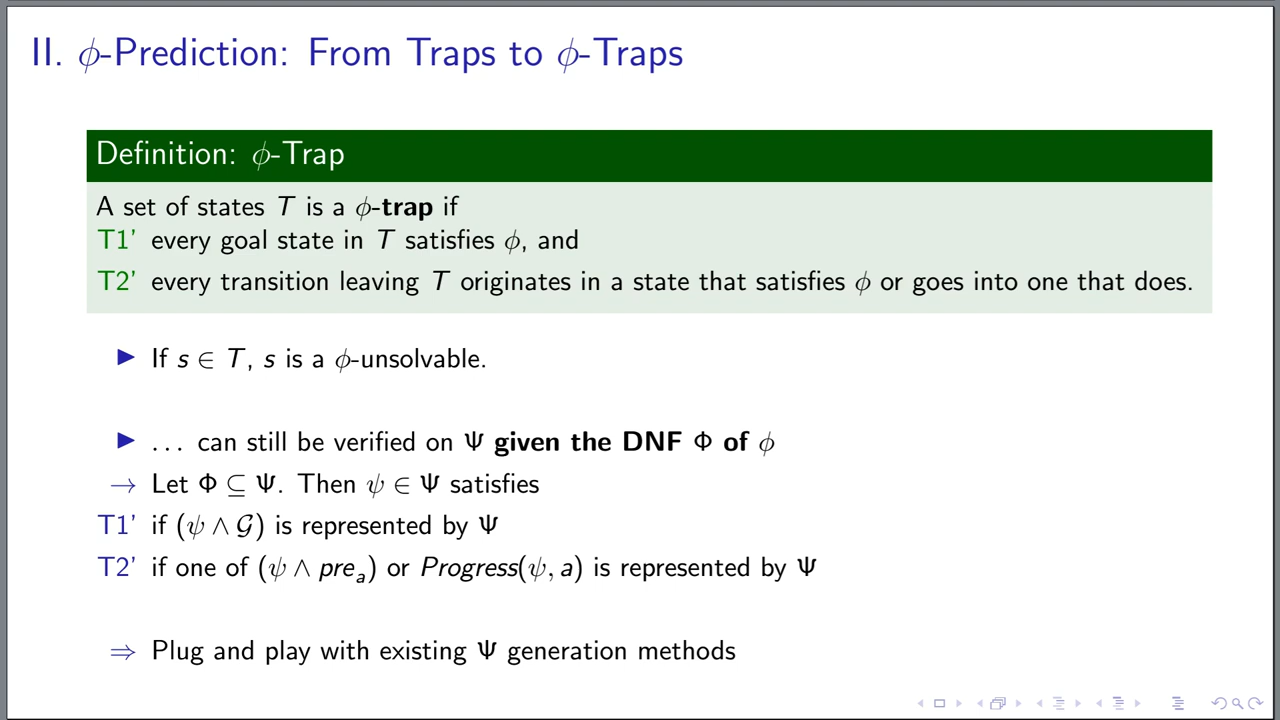 II. ϕ-Prediction: From Traps to ϕ-Traps
Definition: ϕ-Trap
A set of states T is a ϕ-trap if
T1’ every goal state in T satisfies ϕ, and
T2’ every transition leaving T originates in a state that satisfies ϕ or goes into one that does.
▶ If s ∈ T, s is a ϕ-unsolvable.
▶ ... can still be verified on Ψ given the DNF Φ of ϕ
→ Let Φ ⊆ Ψ. Then ψ ∈ Ψ satisfies
T1’ if (ψ ∧ 𝒢) is represented by Ψ
T2’ if one of (ψ ∧ preₐ) or Progress(ψ, a) is represented by Ψ
⇒ Plug and play with existing Ψ generation methods